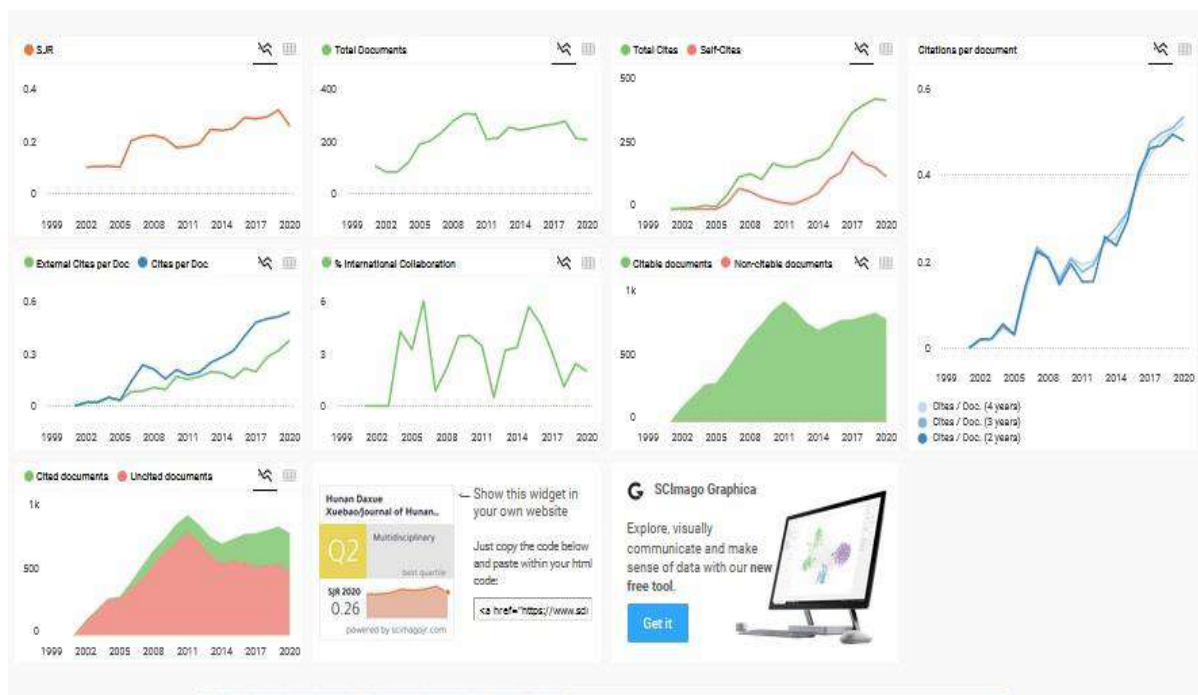 SJR
0.4
0.2
0
1999 2002 2005 2008 2011 2014 2017 2020
Total Documents
400
200
0
1999 2002 2005 2008 2011 2014 2017 2020
Total Cites Self-Cites
500
250
0
1999 2002 2005 2008 2011 2014 2017 2020
Citations per document
0.6
0.4
0.2
0
1999 2002 2005 2008 2011 2014 2017 2020
Cites / Doc. (4 years)
Cites / Doc. (3 years)
Cites / Doc. (2 years)
External Cites per Doc Cites per Doc
0.6
0.3
0
1999 2002 2005 2008 2011 2014 2017 2020
% International Collaboration
6
3
0
1999 2002 2005 2008 2011 2014 2017 2020
Citable documents Non-citable documents
1k
500
0
1999 2002 2005 2008 2011 2014 2017 2020
Cited documents Uncited documents
1k
500
0
1999 2002 2005 2008 2011 2014 2017 2020
Hunan Daxue
Xuebao/Journal of Hunan...
Q2
Multidisciplinary
best quartile
SJR 2020
0.26
powered by scimagojr.com
Show this widget in
your own website
Just copy the code below
and paste within your html
code:
<a href="https://www.sci
SCImago Graphica
Explore, visually
communicate and make
sense of data with our new
free tool.
Get it